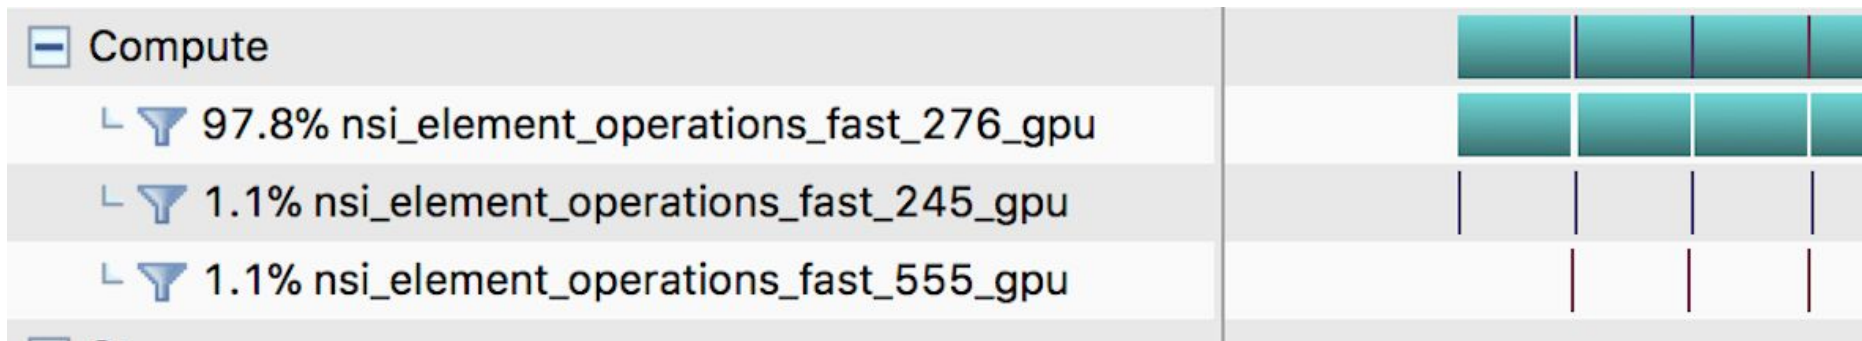 Compute
97.8% nsi_element_operations_fast_276_gpu
1.1% nsi_element_operations_fast_245_gpu
1.1% nsi_element_operations_fast_555_gpu